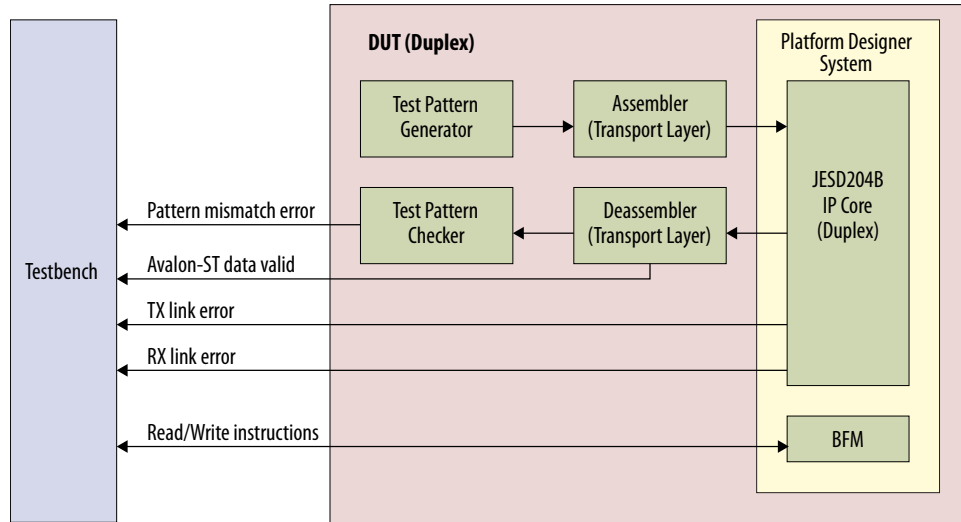 DUT (Duplex)
Platform Designer
System
Test Pattern
Generator
Assembler
(Transport Layer)
JESD204B
IP Core
(Duplex)
Test Pattern
Checker
Deassembler
(Transport Layer)
Testbench
Pattern mismatch error
Avalon-ST data valid
TX link error
RX link error
Read/Write instructions
BFM